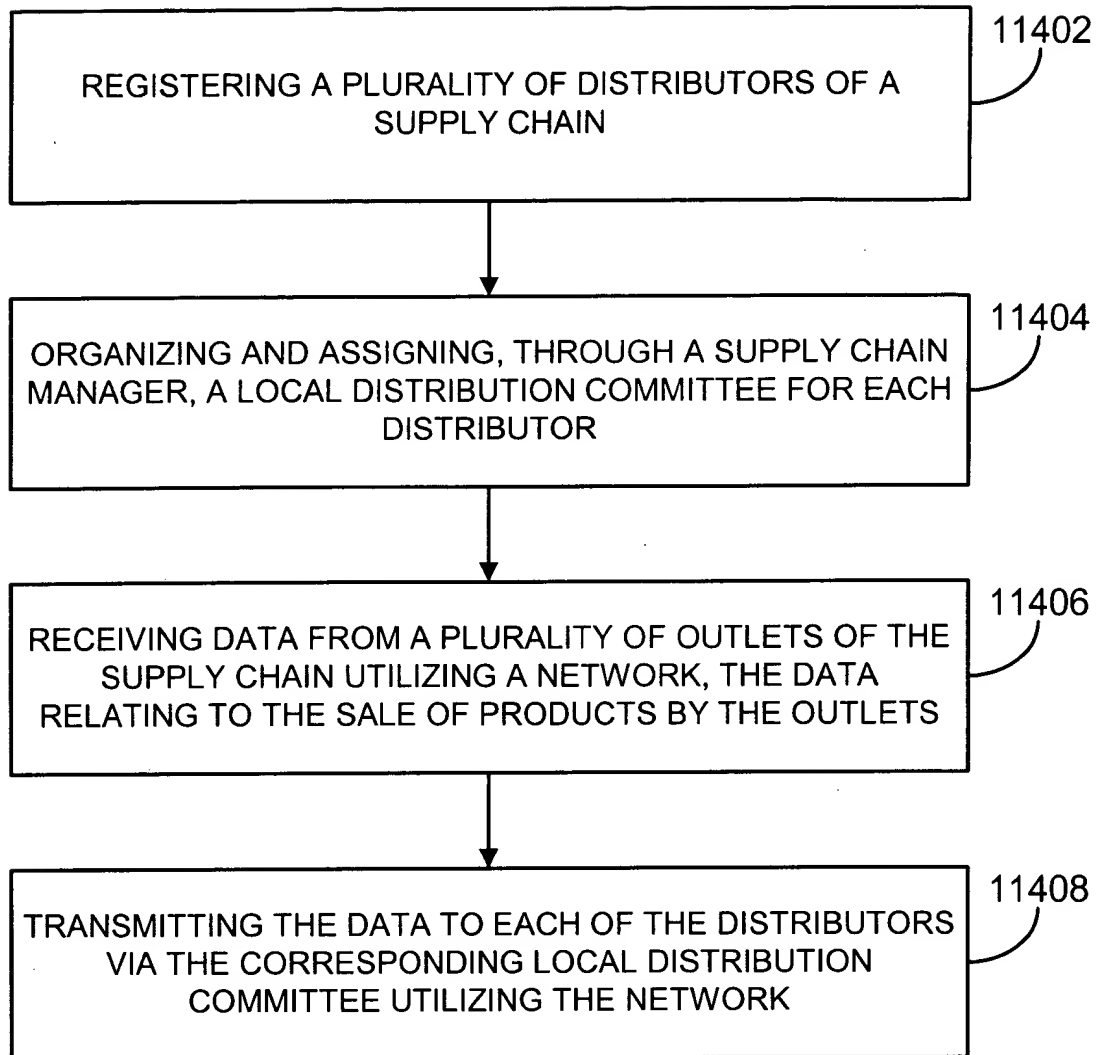 11402
REGISTERING A PLURALITY OF DISTRIBUTORS OF A
SUPPLY CHAIN
11404
ORGANIZING AND ASSIGNING, THROUGH A SUPPLY CHAIN
MANAGER, A LOCAL DISTRIBUTION COMMITTEE FOR EACH
DISTRIBUTOR
11406
RECEIVING DATA FROM A PLURALITY OF OUTLETS OF THE
SUPPLY CHAIN UTILIZING A NETWORK, THE DATA
RELATING TO THE SALE OF PRODUCTS BY THE OUTLETS
11408
TRANSMITTING THE DATA TO EACH OF THE DISTRIBUTORS
VIA THE CORRESPONDING LOCAL DISTRIBUTION
COMMITTEE UTILIZING THE NETWORK